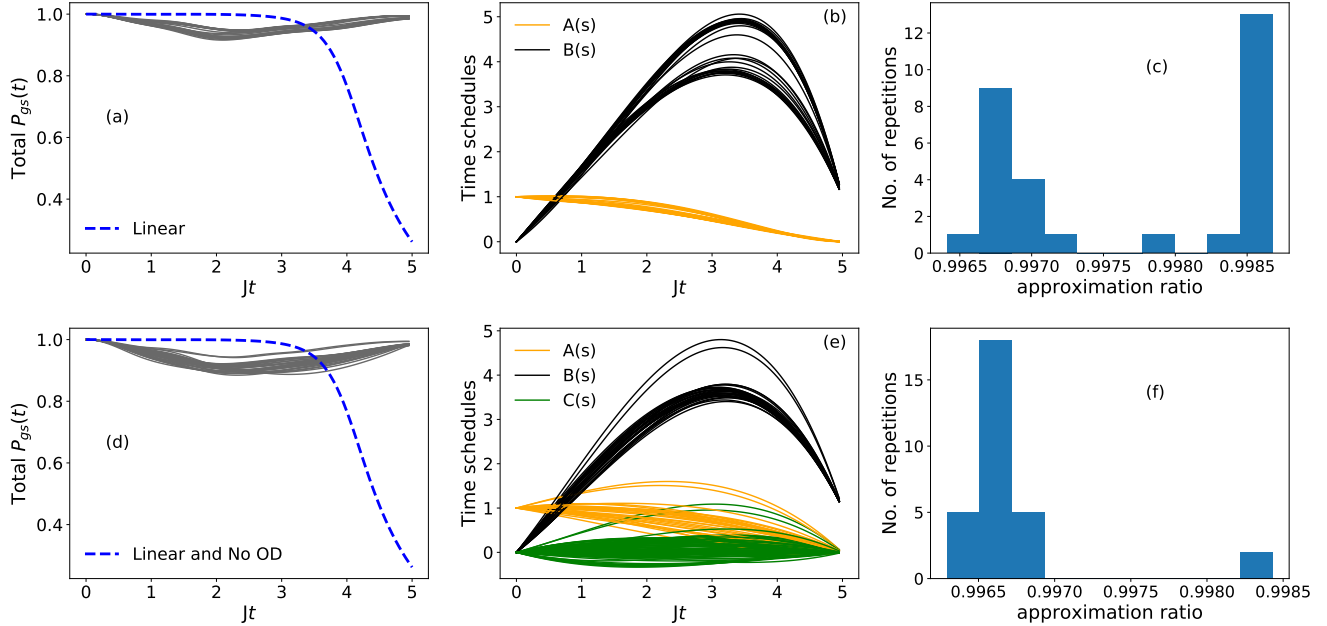 Total P_gs(t)
1.0
0.8
0.6
0.4
(a)
Linear
0 1 2 3 4 5
Jt
Time schedules
5
4
3
2
1
0
A(s)
B(s)
(b)
0 1 2 3 4 5
Jt
No. of repetitions
12
10
8
6
4
2
0
(c)
0.9965 0.9970 0.9975 0.9980 0.9985
approximation ratio
Total P_gs(t)
1.0
0.8
0.6
0.4
(d)
Linear and No OD
0 1 2 3 4 5
Jt
Time schedules
5
4
3
2
1
0
A(s)
B(s)
C(s)
(e)
0 1 2 3 4 5
Jt
No. of repetitions
15
10
5
0
(f)
0.9965 0.9970 0.9975 0.9980 0.9985
approximation ratio